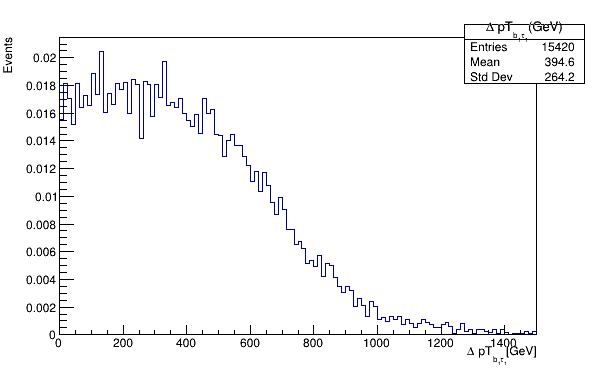 Δ pT_{b₁τ₁}(GeV)
Entries 15420
Mean 394.6
Std Dev 264.2
Events
0.02
0.018
0.016
0.014
0.012
0.01
0.008
0.006
0.004
0.002
0
0 200 400 600 800 1000 1200 1400
Δ pT_{b₁τ₁}[GeV]